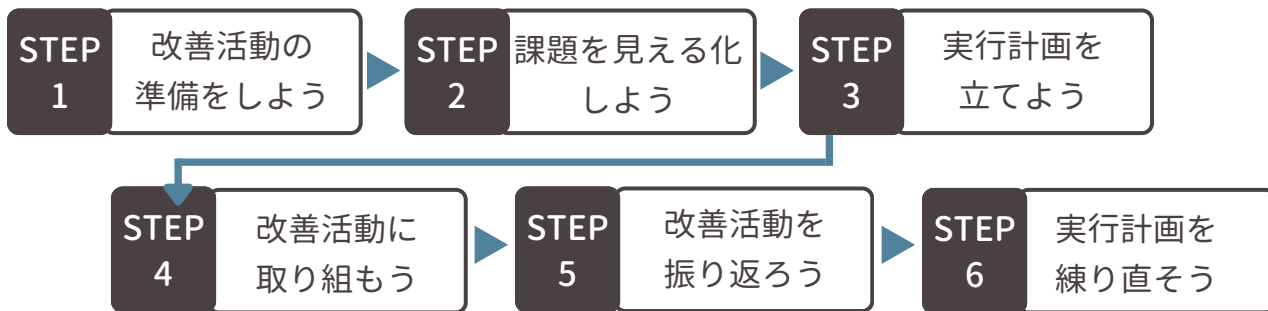 STEP
1
改善活動の
準備をしよう
STEP
2
課題を見える化
しよう
STEP
3
実行計画を
立てよう
STEP
4
改善活動に
取り組もう
STEP
5
改善活動を
振り返ろう
STEP
6
実行計画を
練り直そう